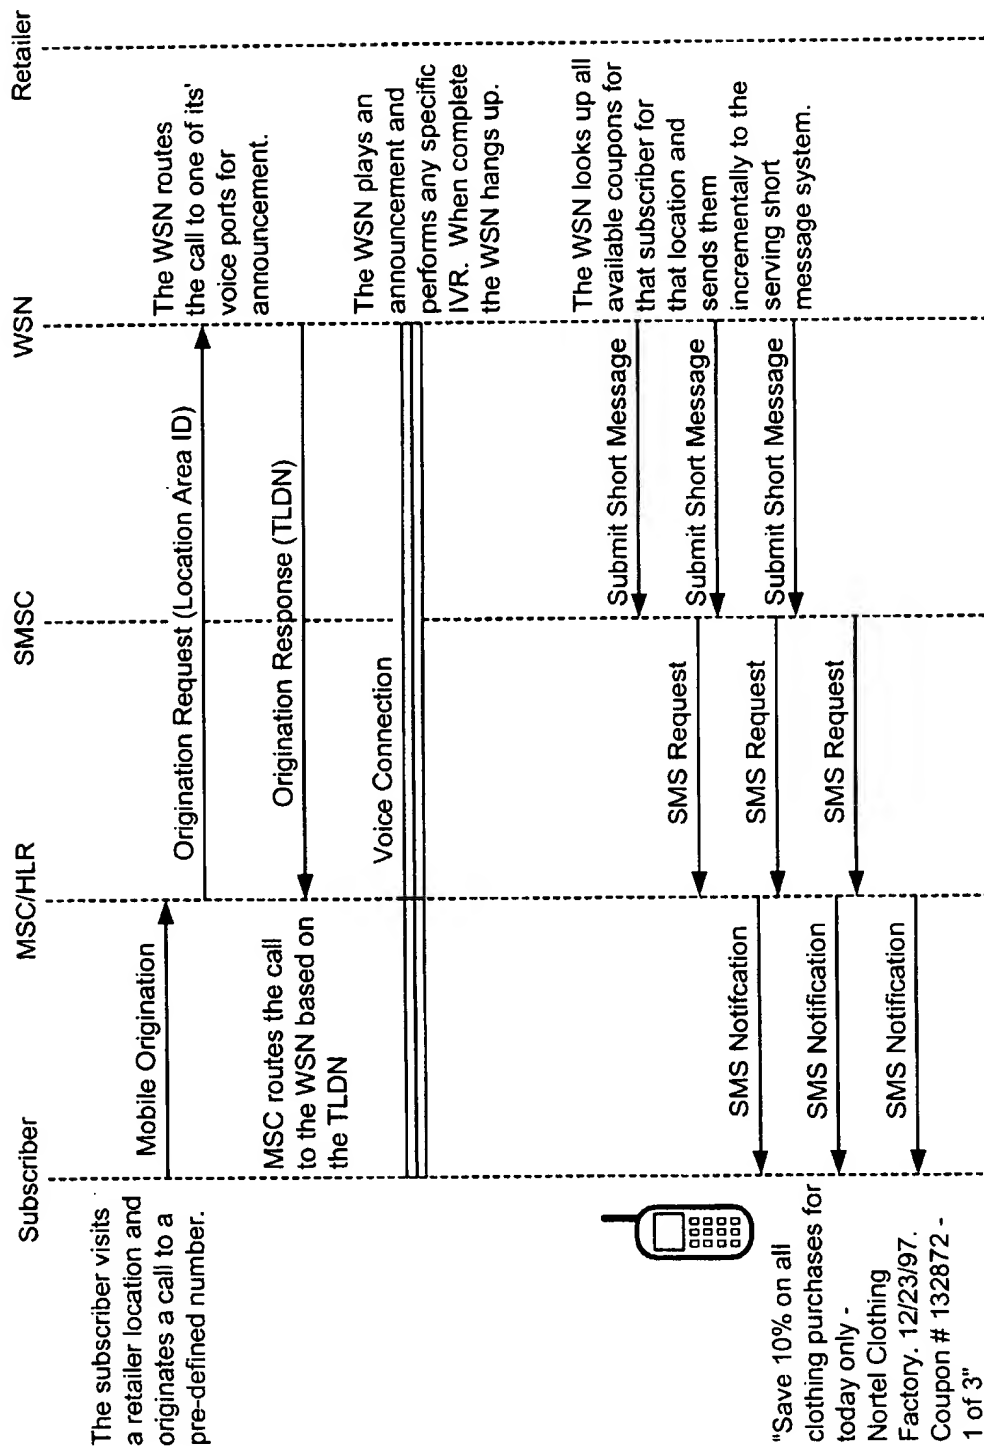 Subscriber
MSC/HLR
SMSC
WSN
Retailer
The subscriber visits
a retailer location and
originates a call to a
pre-defined number.
Mobile Origination
Origination Request (Location Area ID)
The WSN routes
the call to one of its'
voice ports for
announcement.
Origination Response (TLDN)
MSC routes the call
to the WSN based on
the TLDN
Voice Connection
The WSN plays an
announcement and
performs any specific
IVR. When complete
the WSN hangs up.
The WSN looks up all
available coupons for
that subscriber for
that location and
sends them
incrementally to the
serving short
message system.
Submit Short Message
Submit Short Message
Submit Short Message
SMS Request
SMS Request
SMS Request
SMS Notifcation
SMS Notification
SMS Notification
"Save 10% on all
clothing purchases for
today only -
Nortel Clothing
Factory. 12/23/97.
Coupon # 132872 -
1 of 3"